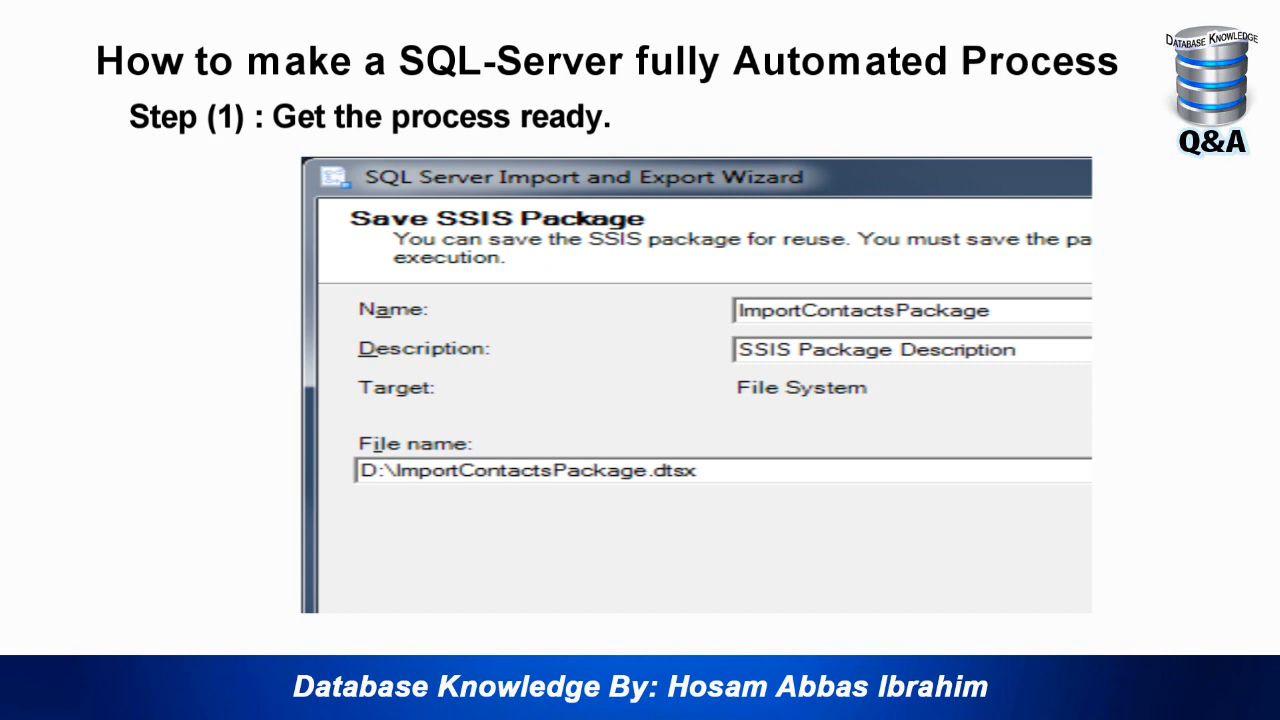 How to make a SQL-Server fully Automated Process
DATABASE KNOWLEDGE
Q&A
Step (1) : Get the process ready.
SQL Server Import and Export Wizard
Save SSIS Package
You can save the SSIS package for reuse. You must save the pa
execution.
Name: ImportContactsPackage
Description: SSIS Package Description
Target: File System
File name:
D:\ImportContactsPackage.dtsx
Database Knowledge By: Hosam Abbas Ibrahim